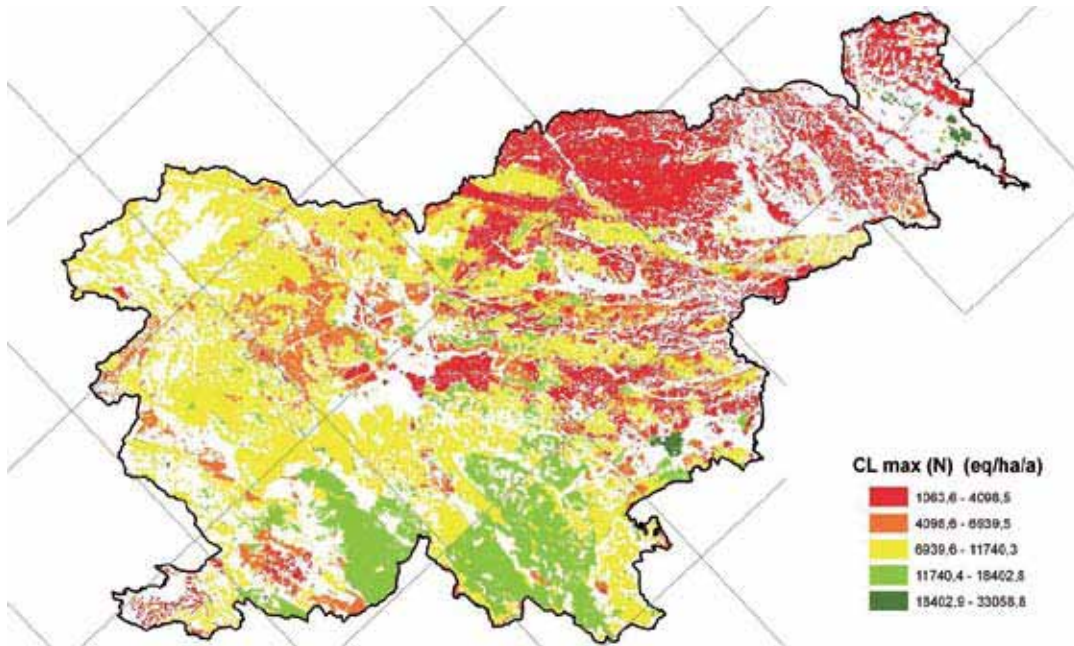 CL max (N) (eq/ha/a)
1063,6 - 4098,5
4098,6 - 6939,5
6939,6 - 11740,3
11740,4 - 18402,8
18402,9 - 33058,8